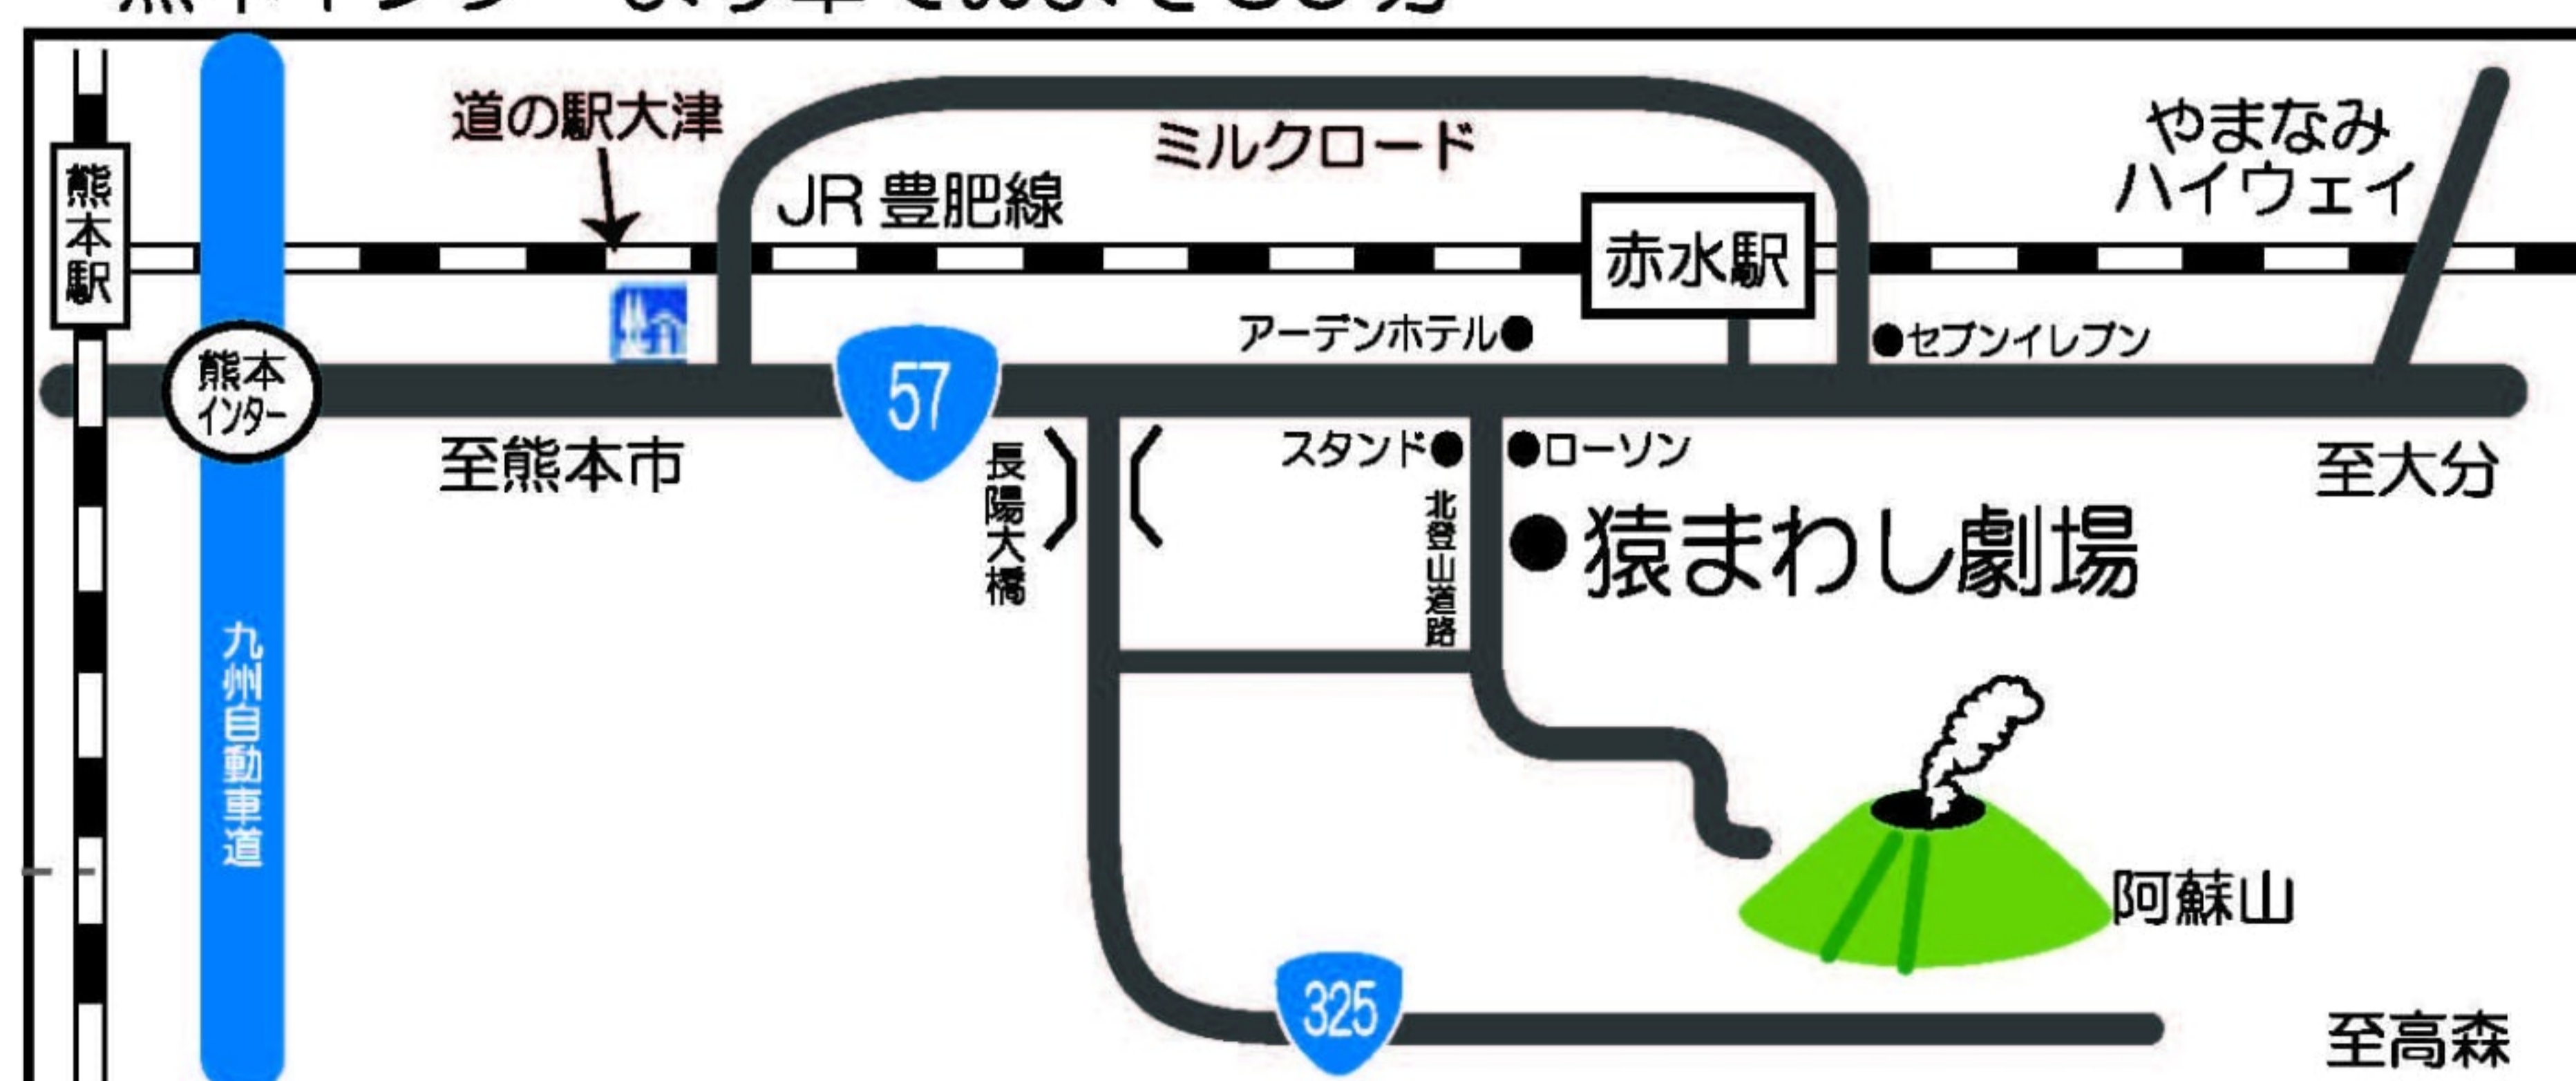 道の駅大津
ミルクロード
やまなみ
ハイウェイ
JR 豊肥線
熊本駅
赤水駅
アーデンホテル
セブンイレブン
熊本
インター
57
至熊本市
長陽大橋
スタンド
ローソン
至大分
北登山道路
猿まわし劇場
九州自動車道
阿蘇山
325
至高森